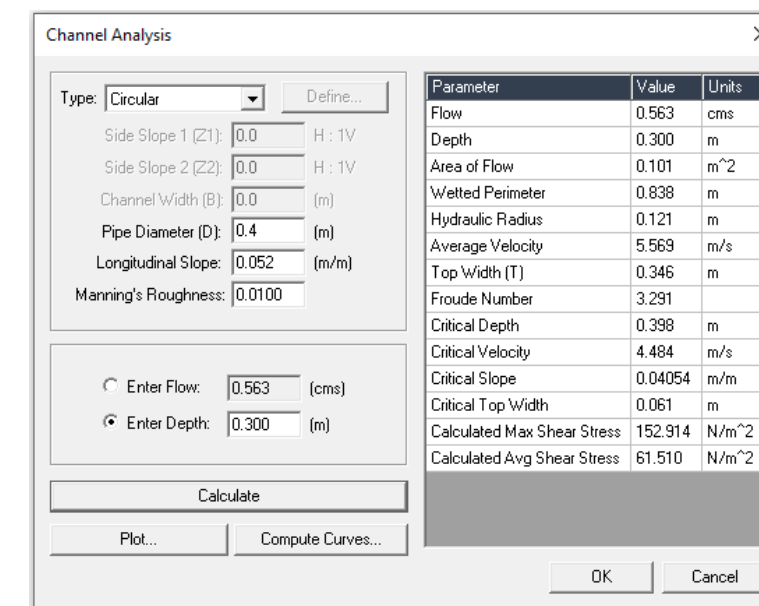 Channel Analysis
Type: Circular Define...
Side Slope 1 (Z1): 0.0 H : 1V
Side Slope 2 (Z2): 0.0 H : 1V
Channel Width (B): 0.0 (m)
Pipe Diameter (D): 0.4 (m)
Longitudinal Slope: 0.052 (m/m)
Manning's Roughness: 0.0100
Enter Flow: 0.563 (cms)
Enter Depth: 0.300 (m)
Calculate
Plot... Compute Curves...
Parameter Value Units
Flow 0.563 cms
Depth 0.300 m
Area of Flow 0.101 m^2
Wetted Perimeter 0.838 m
Hydraulic Radius 0.121 m
Average Velocity 5.569 m/s
Top Width (T) 0.346 m
Froude Number 3.291
Critical Depth 0.398 m
Critical Velocity 4.484 m/s
Critical Slope 0.04054 m/m
Critical Top Width 0.061 m
Calculated Max Shear Stress 152.914 N/m^2
Calculated Avg Shear Stress 61.510 N/m^2
OK Cancel